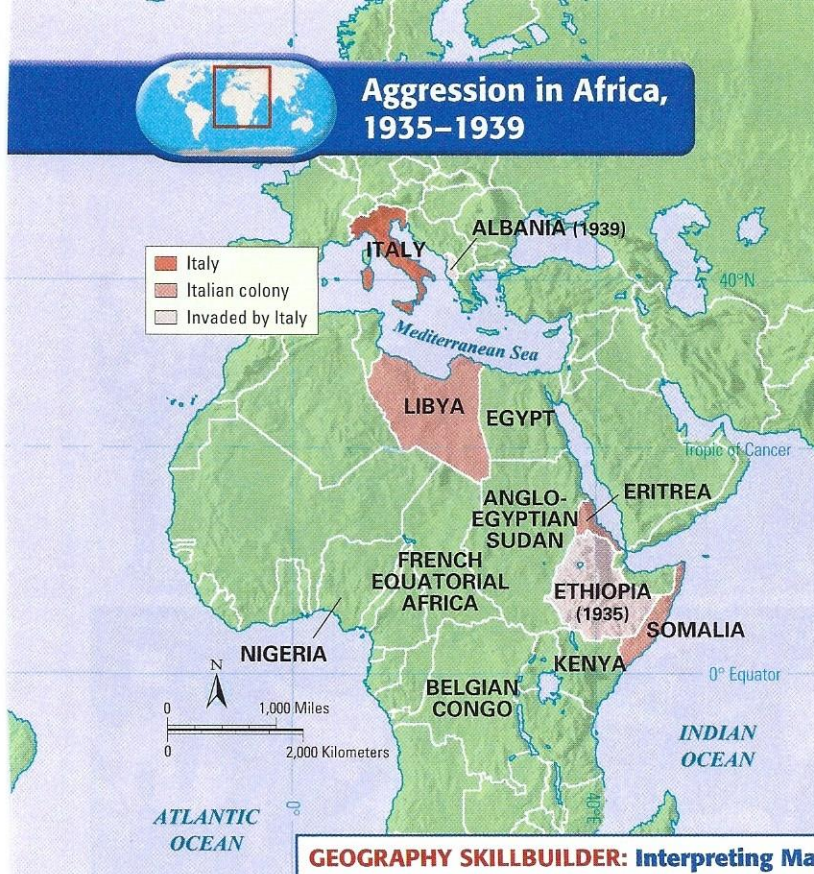 Aggression in Africa,
1935–1939
ITALY
ALBANIA (1939)
Italy
Italian colony
Invaded by Italy
40°N
Mediterranean Sea
LIBYA
EGYPT
Tropic of Cancer
ERITREA
ANGLO-
EGYPTIAN
SUDAN
FRENCH
EQUATORIAL
AFRICA
ETHIOPIA
(1935)
SOMALIA
NIGERIA
KENYA
0° Equator
BELGIAN
CONGO
N
0 1,000 Miles
0 2,000 Kilometers
INDIAN
OCEAN
ATLANTIC
OCEAN
0°
40°E
GEOGRAPHY SKILLBUILDER: Interpreting Ma